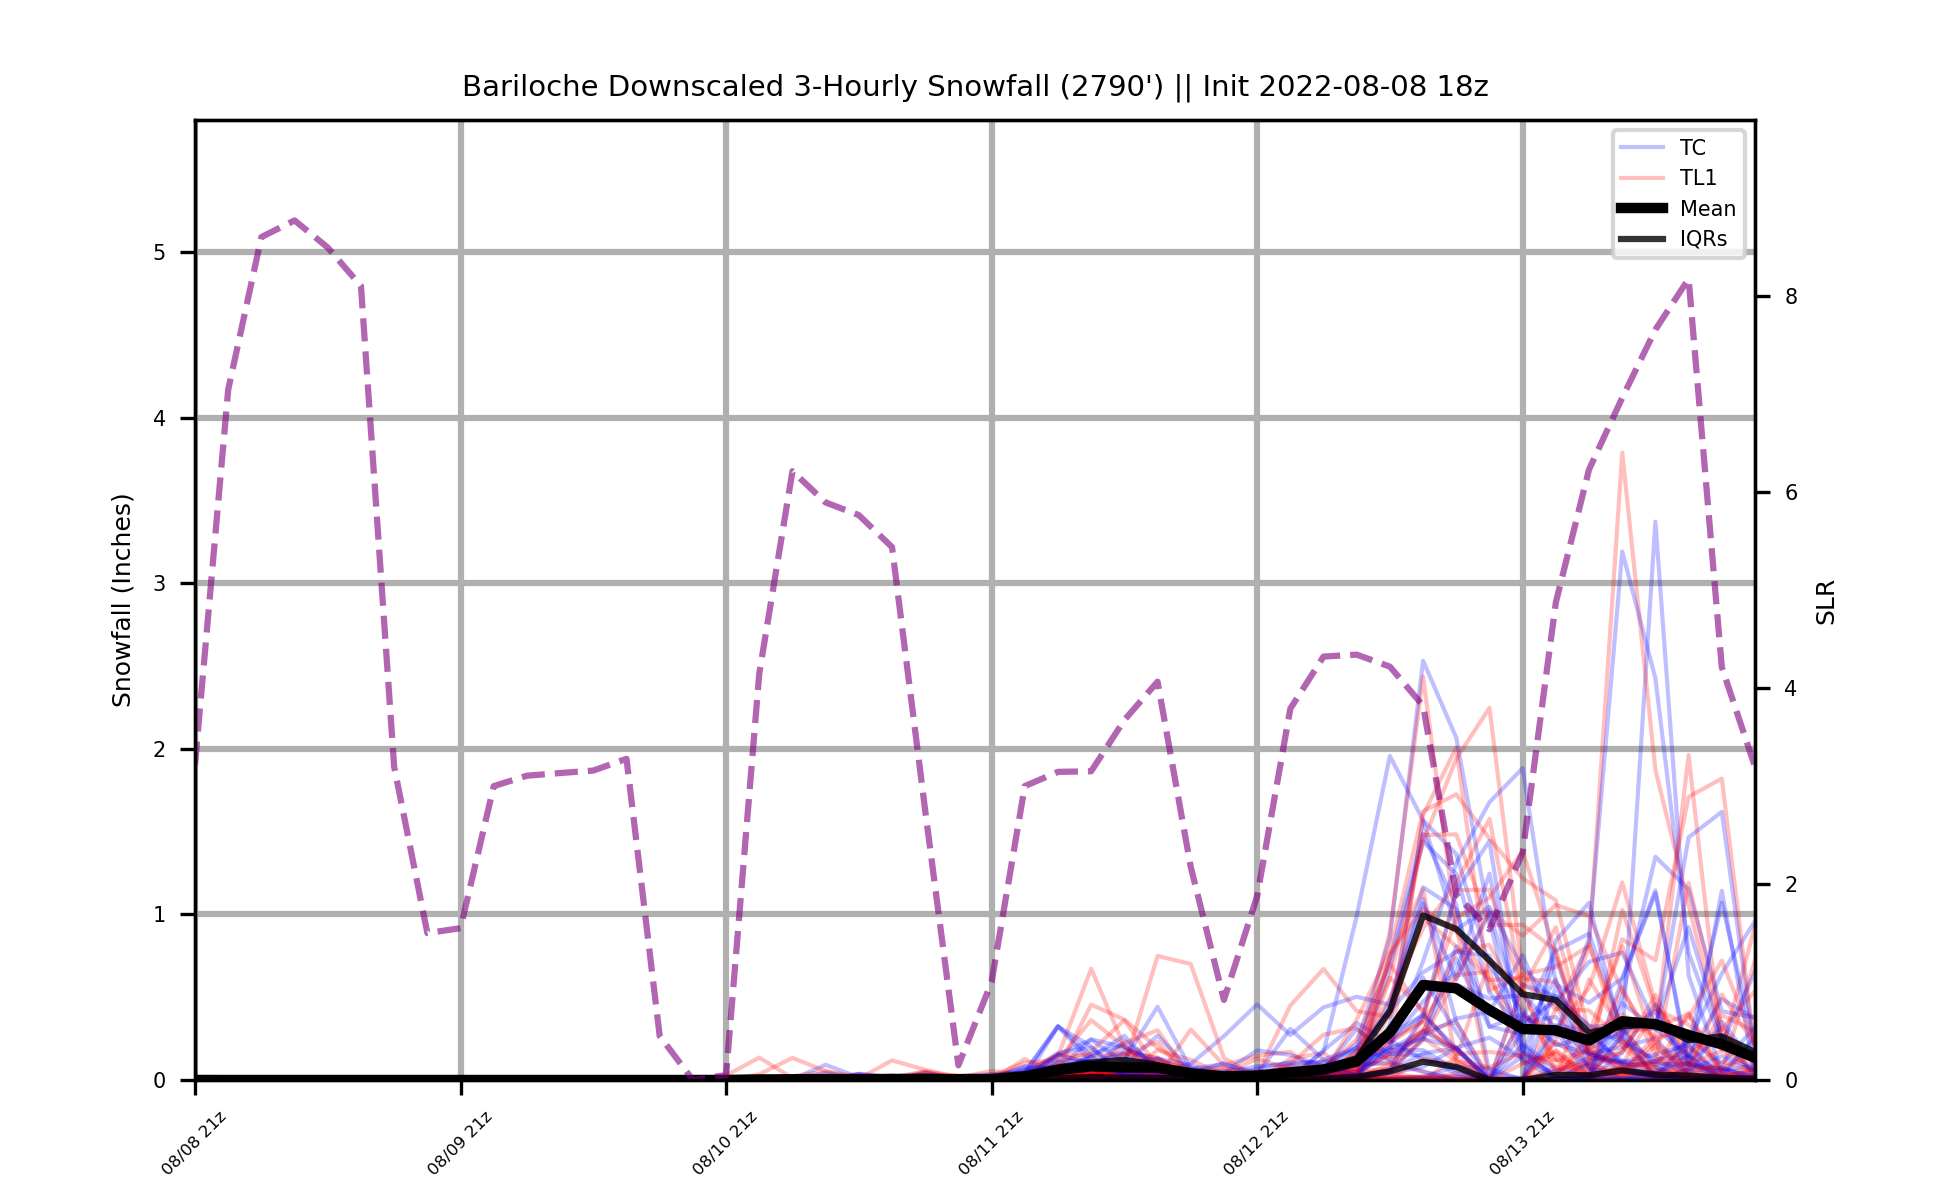 Bariloche Downscaled 3-Hourly Snowfall (2790') || Init 2022-08-08 18z
TC
TL1
Mean
IQRs
Snowfall (Inches)
5
4
3
2
1
0
SLR
8
6
4
2
0
08/08 21z
08/09 21z
08/10 21z
08/11 21z
08/12 21z
08/13 21z